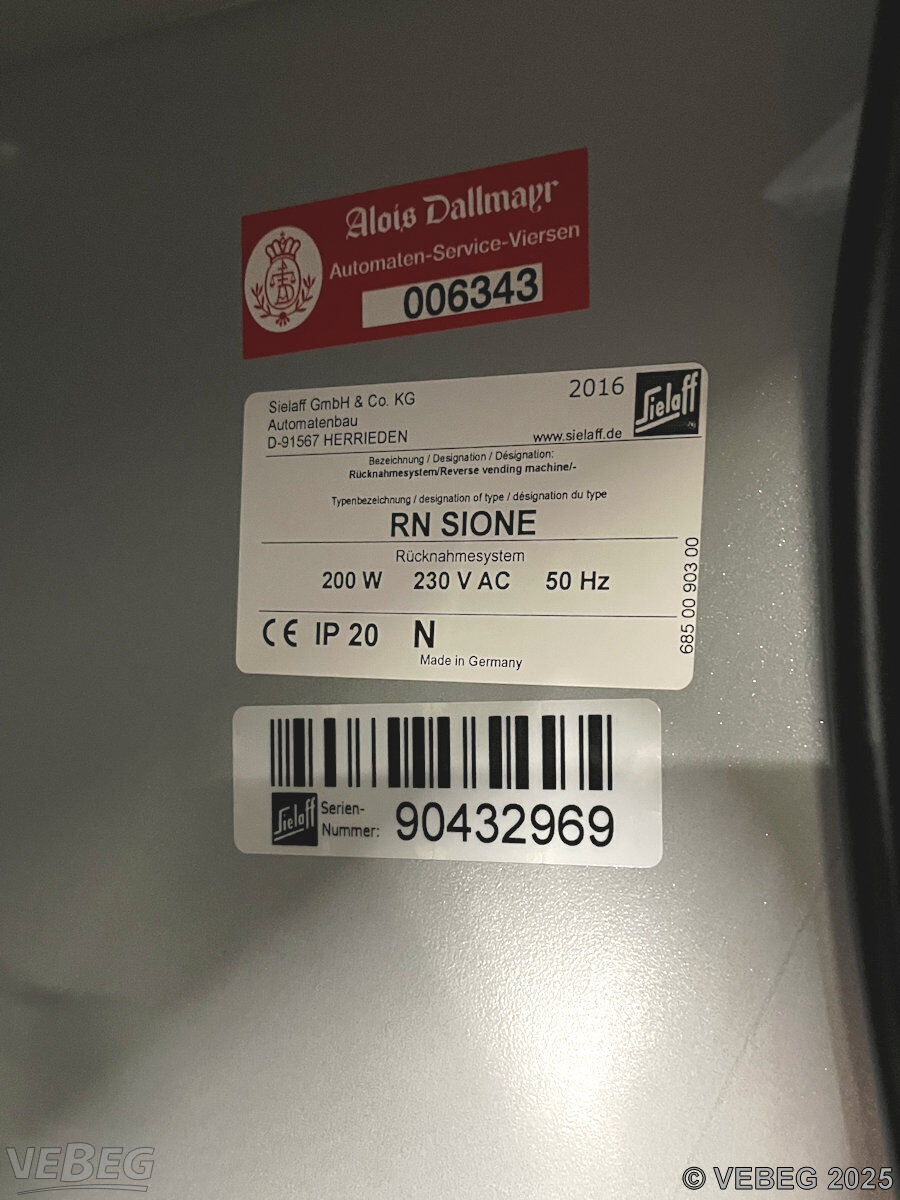 Alois Dallmayr
Automaten-Service-Viersen
006343
Sielaff GmbH & Co. KG
Automatenbau
D-91567 HERRIEDEN
2016
Sielaff
www.sielaff.de
Bezeichnung / Designation / Désignation:
Rücknahmesystem/Reverse vending machine/-
Typenbezeichnung / designation of type / désignation du type
RN SIONE
Rücknahmesystem
200 W 230 V AC 50 Hz
CE IP 20 N
Made in Germany
685 00 903 00
Sielaff
Serien-
Nummer: 90432969
VEBEG
© VEBEG 2025